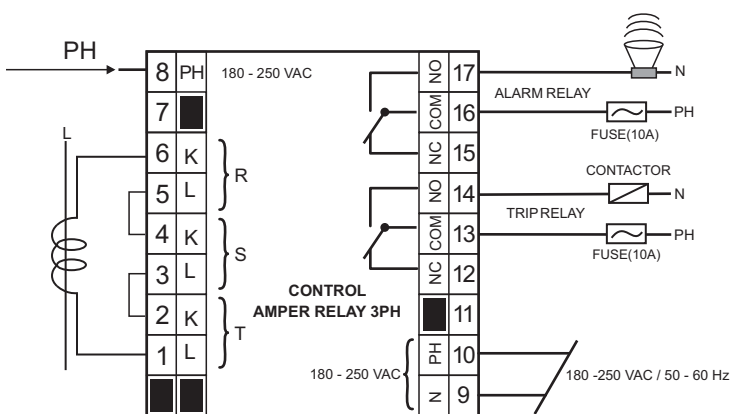 PH
8 PH 180 - 250 VAC
7
6 K
5 L
R
4 K
3 L
S
2 K
1 L
T
L
CONTROL
AMPER RELAY 3PH
NO 17
N
ALARM RELAY
COM 16
PH
FUSE(10A)
NC 15
CONTACTOR
NO 14
N
TRIP RELAY
COM 13
PH
FUSE(10A)
NC 12
11
PH 10
180 - 250 VAC
N 9
180 -250 VAC / 50 - 60 Hz